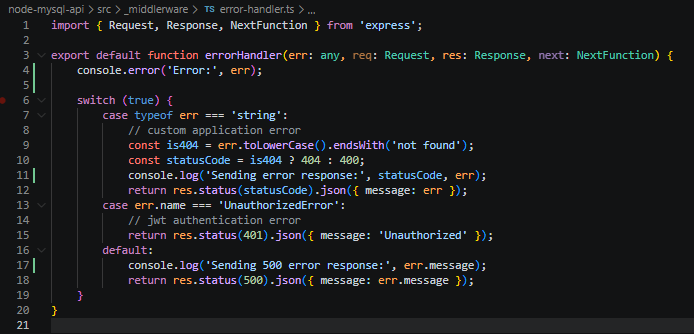 node-mysql-api > src > _middlerware > TS error-handler.ts > ...
1 import { Request, Response, NextFunction } from 'express';
2
3 export default function errorHandler(err: any, req: Request, res: Response, next: NextFunction) {
4     console.error('Error:', err);
5
6     switch (true) {
7         case typeof err === 'string':
8             // custom application error
9             const is404 = err.toLowerCase().endsWith('not found');
10             const statusCode = is404 ? 404 : 400;
11             console.log('Sending error response:', statusCode, err);
12             return res.status(statusCode).json({ message: err });
13         case err.name === 'UnauthorizedError':
14             // jwt authentication error
15             return res.status(401).json({ message: 'Unauthorized' });
16         default:
17             console.log('Sending 500 error response:', err.message);
18             return res.status(500).json({ message: err.message });
19     }
20 }
21